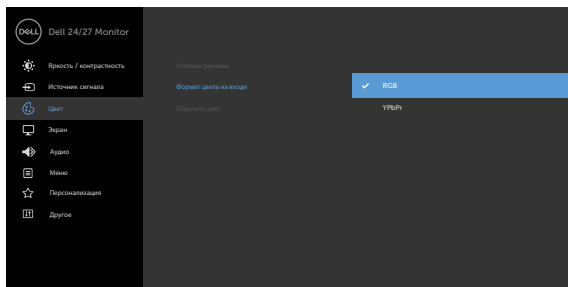 DELL Dell 24/27 Monitor
Яркость / контрастность
Готовые режимы
Источник сигнала
Формат цвета на входе
RGB
Цвет
Сбросить цвет
YPbPr
Экран
Аудио
Меню
Персонализация
Другое